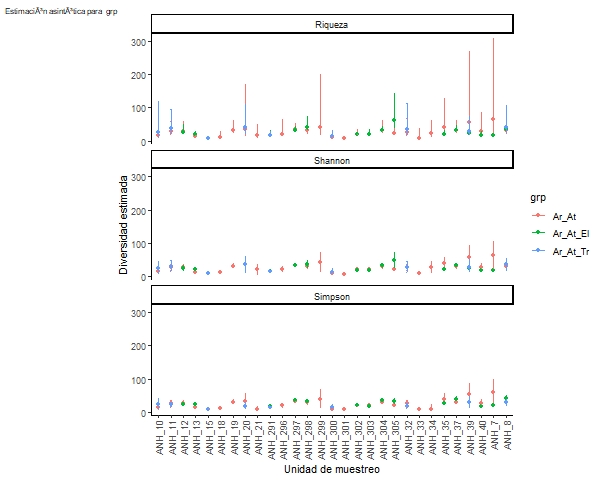 EstimaciÃ³n asintÃ³tica para  grp
Riqueza
300
200
100
0
Shannon
300
200
100
0
Simpson
300
200
100
0
Diversidad estimada
ANH_10
ANH_11
ANH_12
ANH_13
ANH_15
ANH_18
ANH_19
ANH_20
ANH_21
ANH_291
ANH_296
ANH_297
ANH_298
ANH_299
ANH_300
ANH_301
ANH_302
ANH_303
ANH_304
ANH_305
ANH_32
ANH_33
ANH_34
ANH_35
ANH_37
ANH_39
ANH_40
ANH_7
ANH_8
Unidad de muestreo
grp
Ar_At
Ar_At_El
Ar_At_Tr